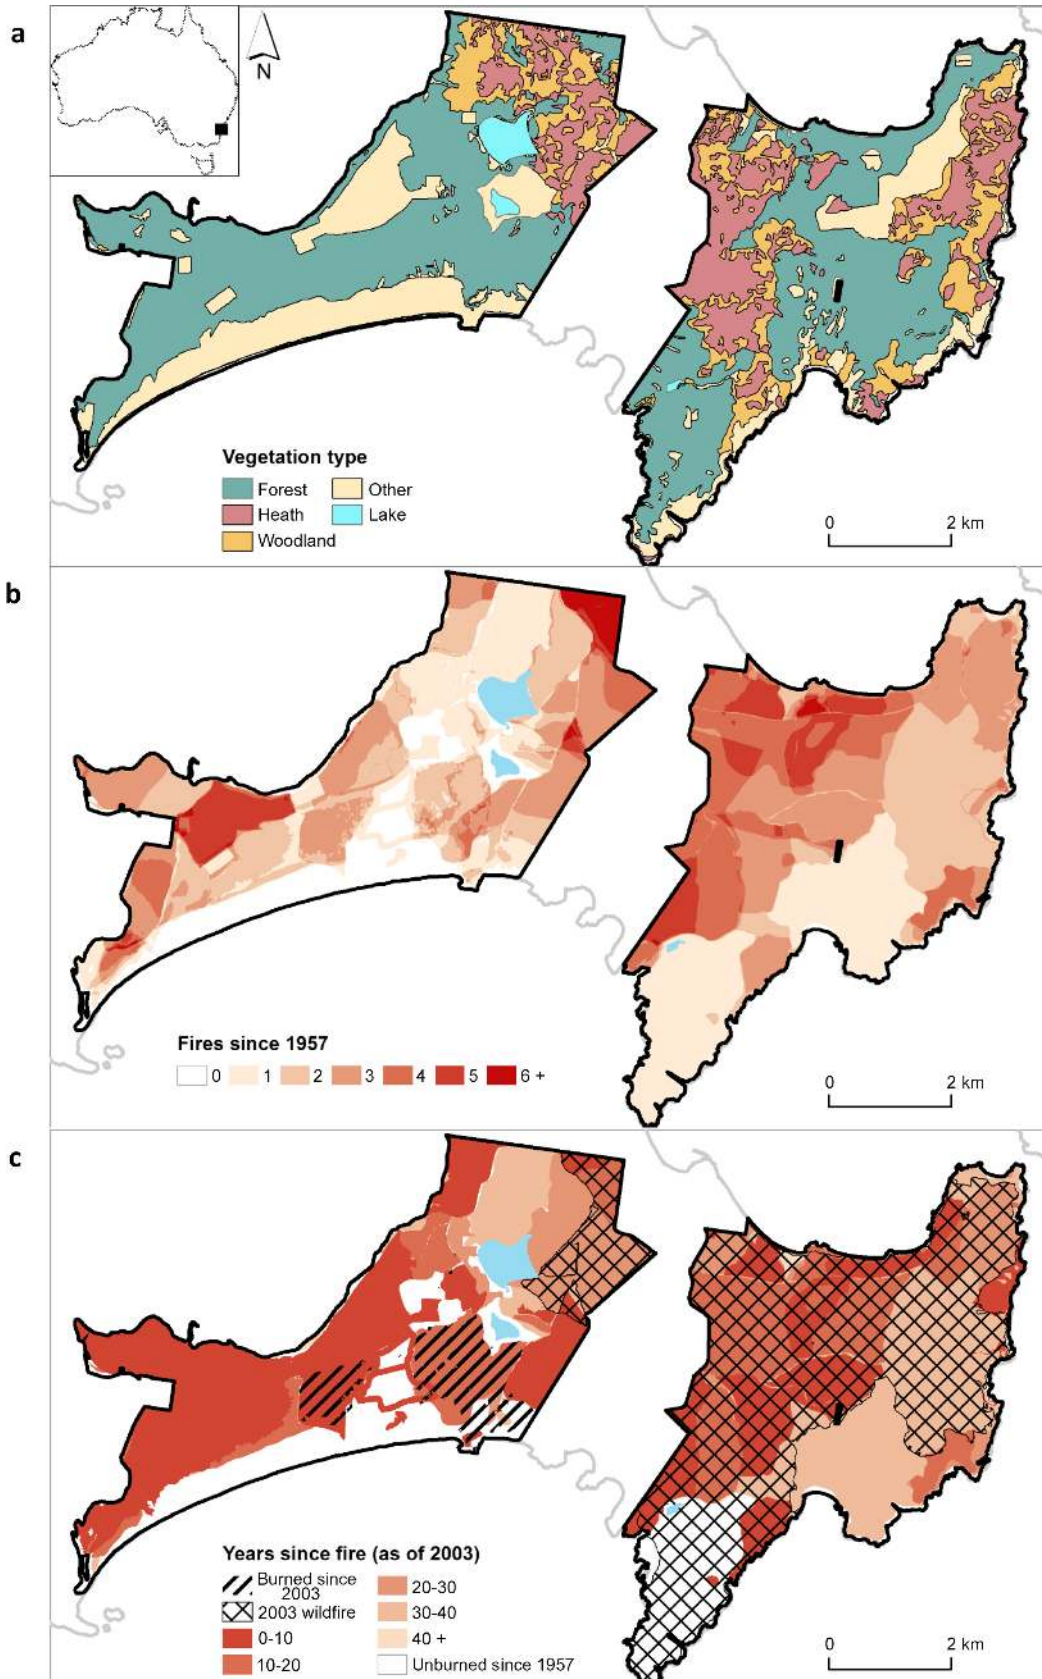 a
N
Vegetation type
Forest Other
Heath Lake
Woodland
0 2 km
b
Fires since 1957
0 1 2 3 4 5 6 +
0 2 km
c
Years since fire (as of 2003)
Burned since 20-30
2003
2003 wildfire 30-40
0-10 40 +
10-20 Unburned since 1957
0 2 km